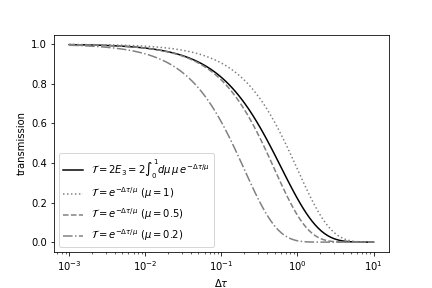 1.0
0.8
0.6
0.4
0.2
0.0
transmission
𝒯 = 2E₃ = 2∫₀¹ dμ μ e^{−Δτ/μ}
𝒯 = e^{−Δτ/μ} (μ = 1)
𝒯 = e^{−Δτ/μ} (μ = 0.5)
𝒯 = e^{−Δτ/μ} (μ = 0.2)
10⁻³ 10⁻² 10⁻¹ 10⁰ 10¹
Δτ